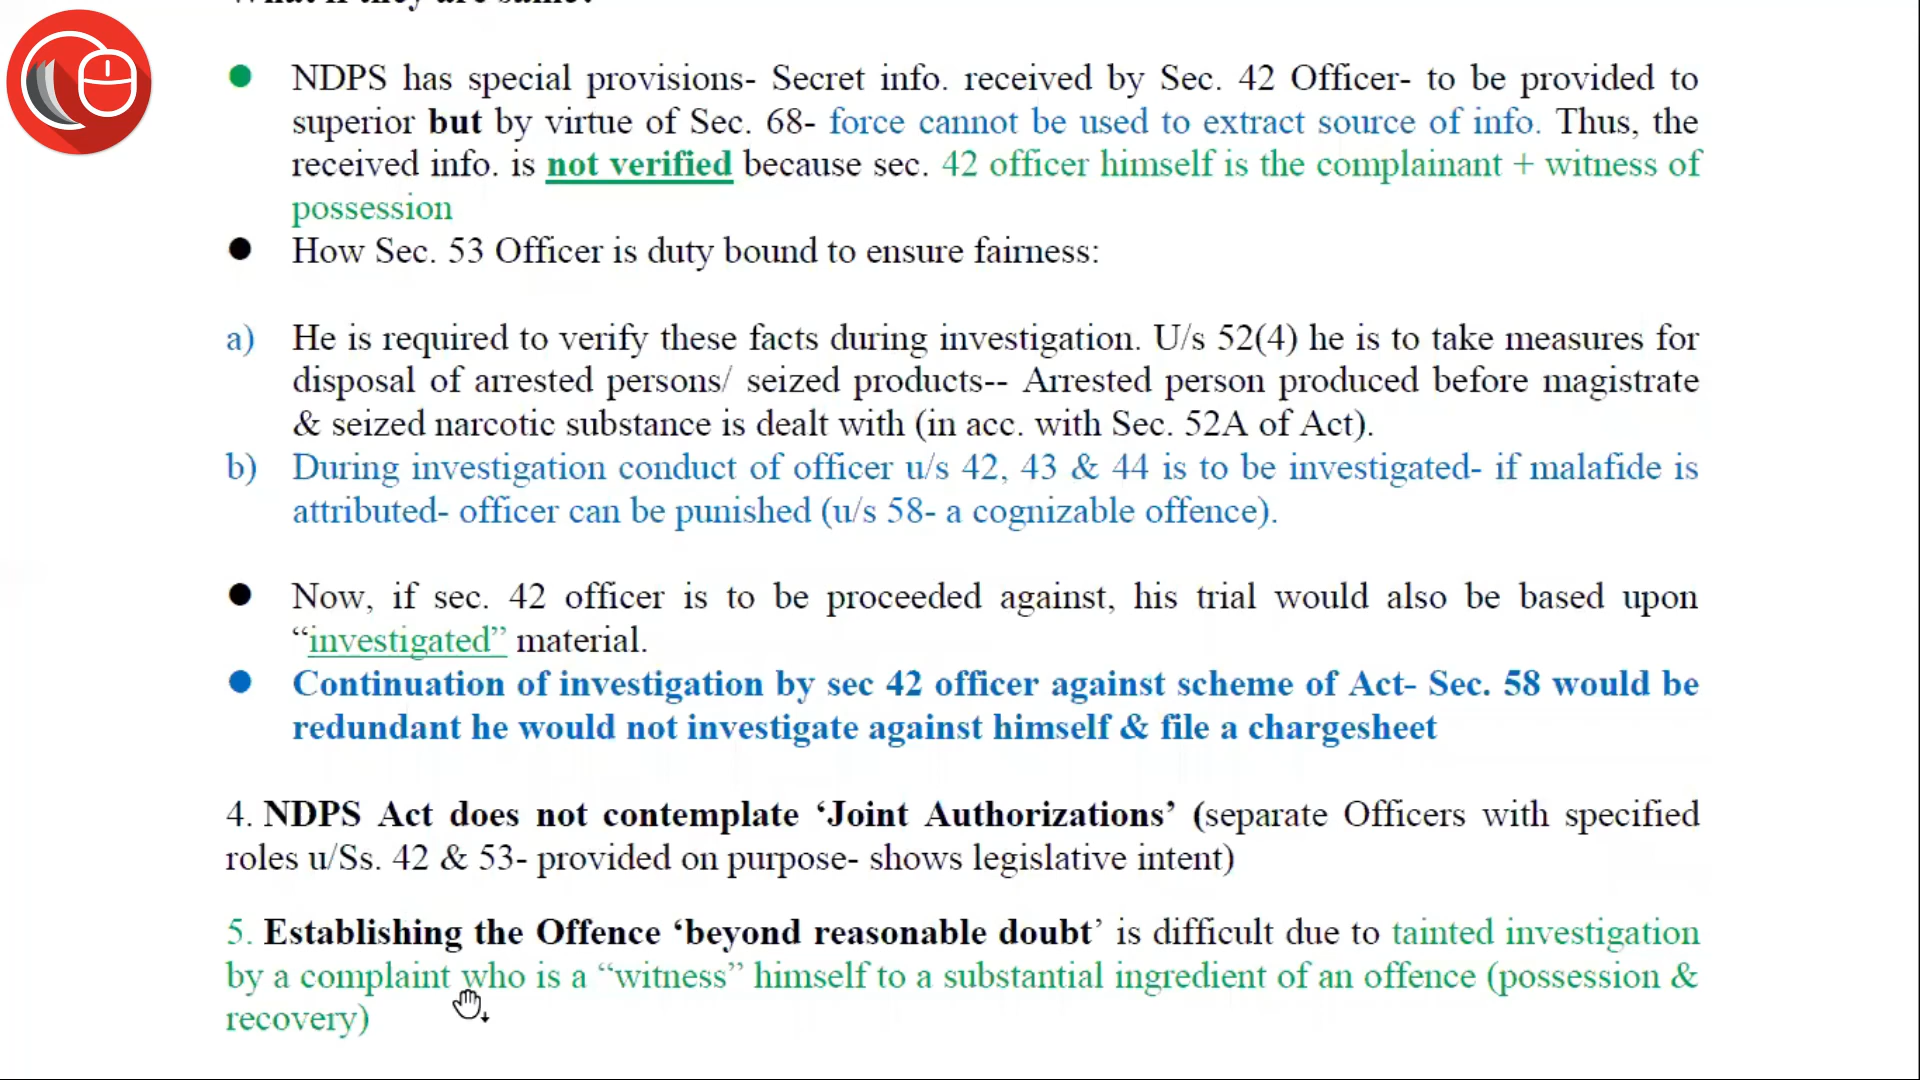 What if they are same?
NDPS has special provisions- Secret info. received by Sec. 42 Officer- to be provided to
superior but by virtue of Sec. 68- force cannot be used to extract source of info. Thus, the
received info. is not verified because sec. 42 officer himself is the complainant + witness of
possession
How Sec. 53 Officer is duty bound to ensure fairness:
a) He is required to verify these facts during investigation. U/s 52(4) he is to take measures for
disposal of arrested persons/ seized products-- Arrested person produced before magistrate
& seized narcotic substance is dealt with (in acc. with Sec. 52A of Act).
b) During investigation conduct of officer u/s 42, 43 & 44 is to be investigated- if malafide is
attributed- officer can be punished (u/s 58- a cognizable offence).
Now, if sec. 42 officer is to be proceeded against, his trial would also be based upon
“investigated” material.
Continuation of investigation by sec 42 officer against scheme of Act- Sec. 58 would be
redundant he would not investigate against himself & file a chargesheet
4. NDPS Act does not contemplate ‘Joint Authorizations’ (separate Officers with specified
roles u/Ss. 42 & 53- provided on purpose- shows legislative intent)
5. Establishing the Offence ‘beyond reasonable doubt’ is difficult due to tainted investigation
by a complaint who is a “witness” himself to a substantial ingredient of an offence (possession &
recovery)